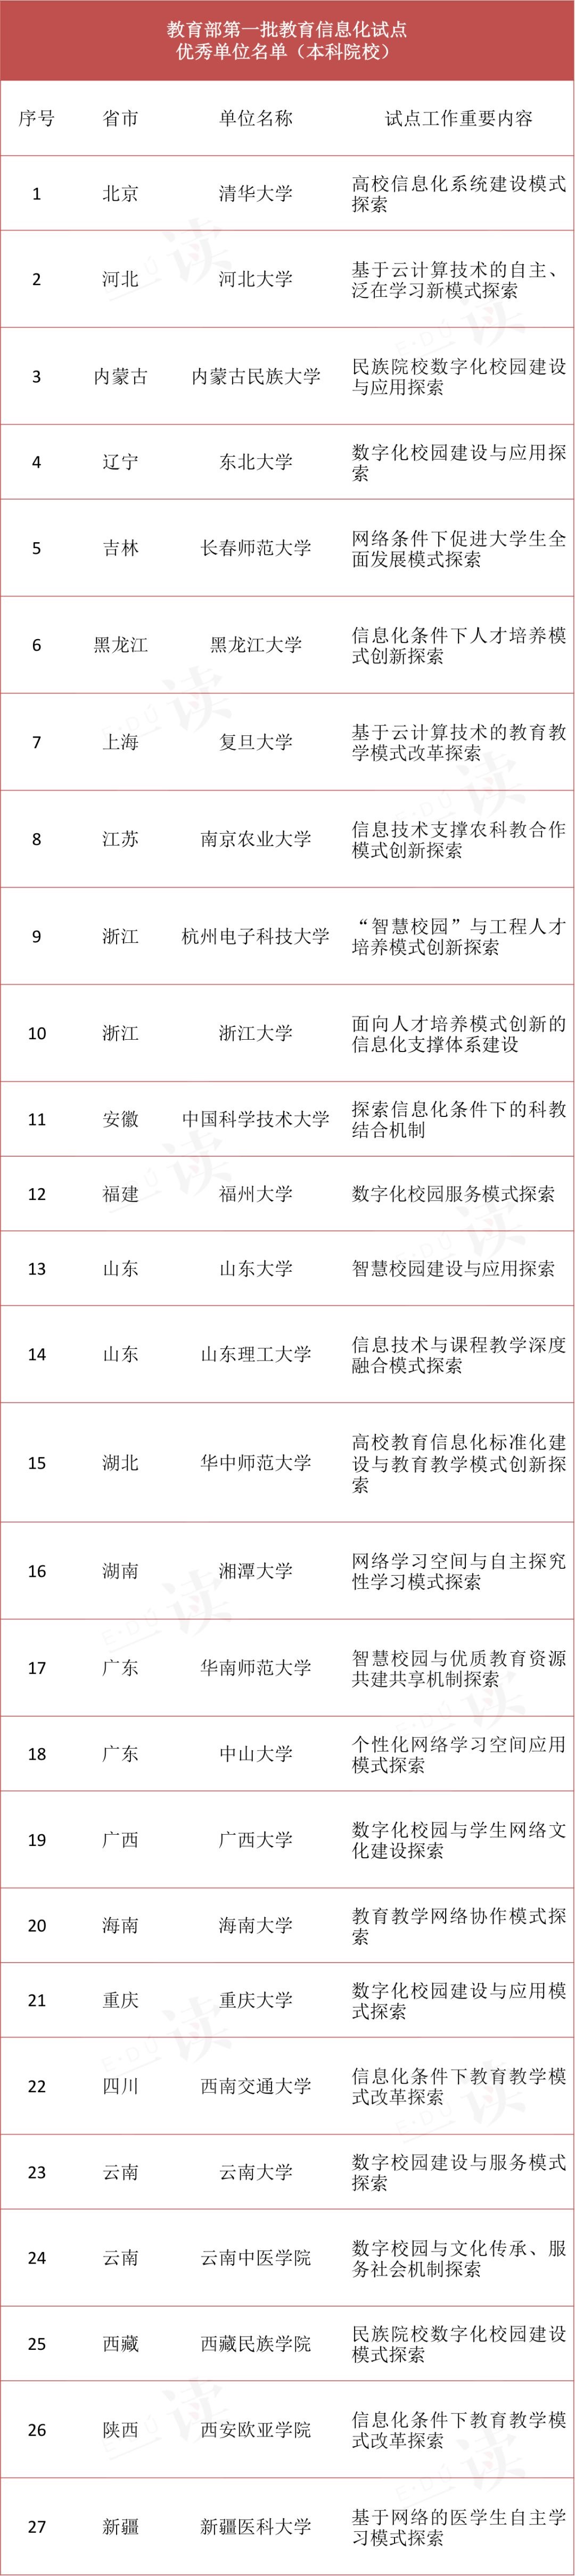 教育部第一批教育信息化试点
优秀单位名单（本科院校）
序号 省市 单位名称 试点工作重要内容
1 北京 清华大学 高校信息化系统建设模式
探索
2 河北 河北大学 基于云计算技术的自主、
泛在学习新模式探索
3 内蒙古 内蒙古民族大学 民族院校数字化校园建设
与应用探索
4 辽宁 东北大学 数字化校园建设与应用探
索
5 吉林 长春师范大学 网络条件下促进大学生全
面发展模式探索
6 黑龙江 黑龙江大学 信息化条件下人才培养模
式创新探索
7 上海 复旦大学 基于云计算技术的教育教
学模式改革探索
8 江苏 南京农业大学 信息技术支撑农科教合作
模式创新探索
9 浙江 杭州电子科技大学 “智慧校园”与工程人才
培养模式创新探索
10 浙江 浙江大学 面向人才培养模式创新的
信息化支撑体系建设
11 安徽 中国科学技术大学 探索信息化条件下的科教
结合机制
12 福建 福州大学 数字化校园服务模式探索
13 山东 山东大学 智慧校园建设与应用探索
14 山东 山东理工大学 信息技术与课程教学深度
融合模式探索
15 湖北 华中师范大学 高校教育信息化标准化建
设与教育教学模式创新探
索
16 湖南 湘潭大学 网络学习空间与自主探究
性学习模式探索
17 广东 华南师范大学 智慧校园与优质教育资源
共建共享机制探索
18 广东 中山大学 个性化网络学习空间应用
模式探索
19 广西 广西大学 数字化校园与学生网络文
化建设探索
20 海南 海南大学 教育教学网络协作模式探
索
21 重庆 重庆大学 数字化校园建设与应用模
式探索
22 四川 西南交通大学 信息化条件下教育教学模
式改革探索
23 云南 云南大学 数字校园建设与服务模式
探索
24 云南 云南中医学院 数字校园与文化传承、服
务社会机制探索
25 西藏 西藏民族学院 民族院校数字化校园建设
模式探索
26 陕西 西安欧亚学院 信息化条件下教育教学模
式改革探索
27 新疆 新疆医科大学 基于网络的医学生自主学
习模式探索